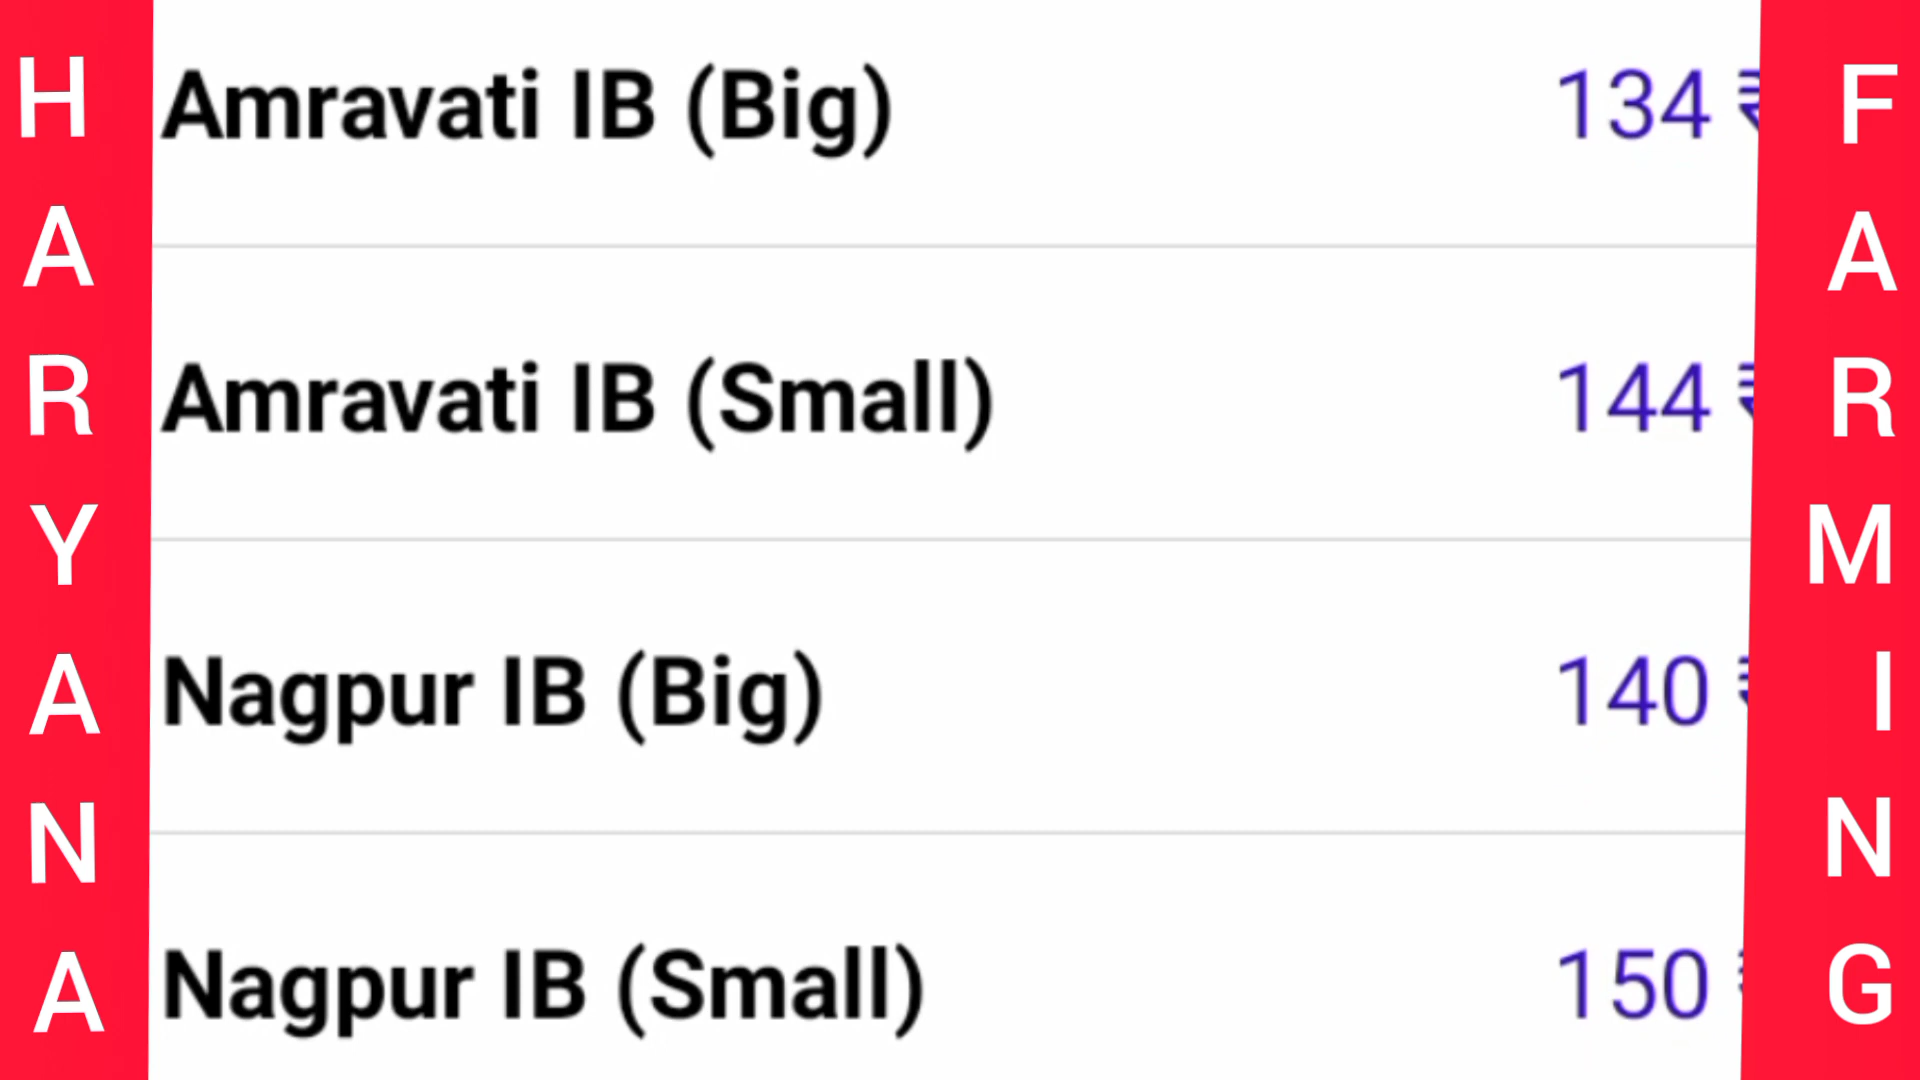 HARYANA
Amravati IB (Big) 134 ₹
Amravati IB (Small) 144 ₹
Nagpur IB (Big) 140 ₹
Nagpur IB (Small) 150 ₹
FARMING